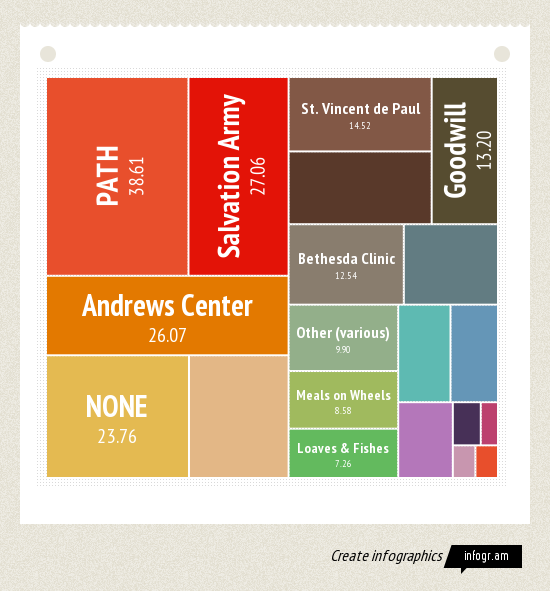 PATH
38.61
Salvation Army
27.06
St. Vincent de Paul
14.52
Goodwill
13.20
Andrews Center
26.07
Bethesda Clinic
12.54
Other (various)
9.90
NONE
23.76
Meals on Wheels
8.58
Loaves & Fishes
7.26
Create infographics
infogr.am